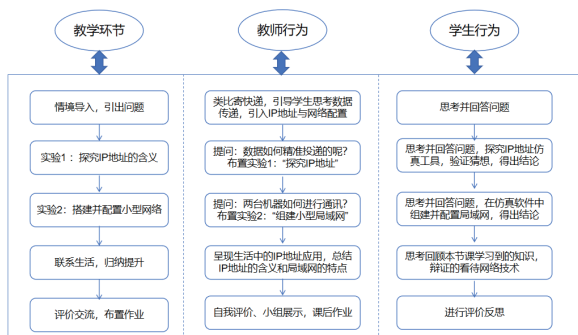 教学环节
教师行为
学生行为
情境导入，引出问题
类比寄快递，引导学生思考数据
传递，引入IP地址与网络配置
思考并回答问题
实验1：探究IP地址的含义
提问：数据如何精准投递的呢？
布置实验1：“探究IP地址”
思考并回答问题，探究IP地址仿
真工具，验证猜想，得出结论
实验2：搭建并配置小型网络
提问：两台机器如何进行通讯？
布置实验2：“组建小型局域网”
思考并回答问题，在仿真软件中
组建并配置局域网，得出结论
联系生活，归纳提升
呈现生活中的IP地址应用，总结
IP地址的含义和局域网的特点
思考回顾本节课学习到的知识，
辩证的看待网络技术
评价交流，布置作业
自我评价、小组展示，课后作业
进行评价反思